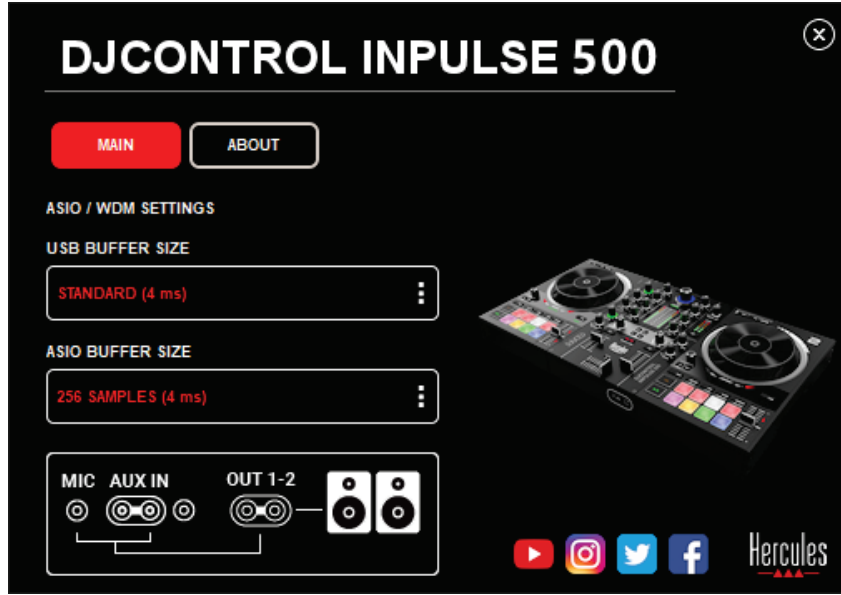 DJCONTROL INPULSE 500
MAIN
ABOUT
ASIO / WDM SETTINGS
USB BUFFER SIZE
STANDARD (4 ms)
ASIO BUFFER SIZE
256 SAMPLES (4 ms)
MIC AUX IN OUT 1-2
Hercules